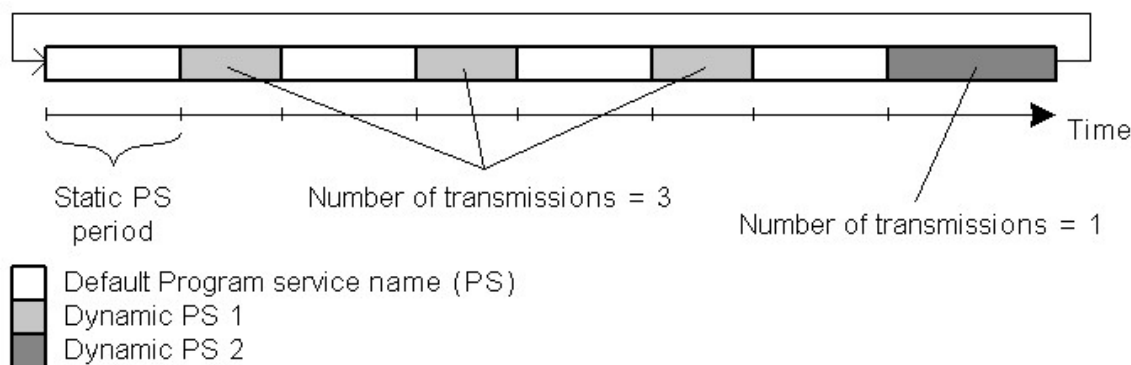 Time
Static PS
period
Number of transmissions = 3
Number of transmissions = 1
Default Program service name (PS)
Dynamic PS 1
Dynamic PS 2